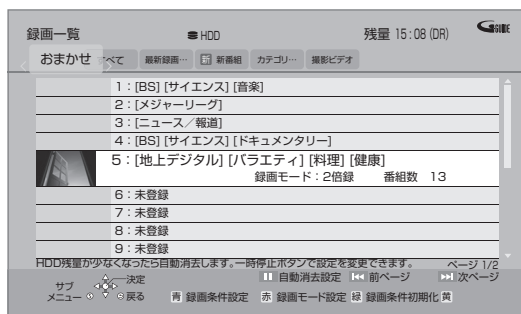 録画一覧 HDD 残量 15:08 (DR) GGUIDE
おまかせ すべて 最新録画… 新 新番組 カテゴリ… 撮影ビデオ
1：[BS] [サイエンス] [音楽]
2：[メジャーリーグ]
3：[ニュース／報道]
4：[BS] [サイエンス] [ドキュメンタリー]
5：[地上デジタル] [バラエティ] [料理] [健康]
録画モード：2倍録 番組数 13
6：未登録
7：未登録
8：未登録
9：未登録
HDD残量が少なくなったら自動消去します。一時停止ボタンで設定を変更できます。 ページ 1/2
決定 自動消去設定 前ページ 次ページ
サブメニュー 戻る 青 録画条件設定 赤 録画モード設定 緑 録画条件初期化 黄